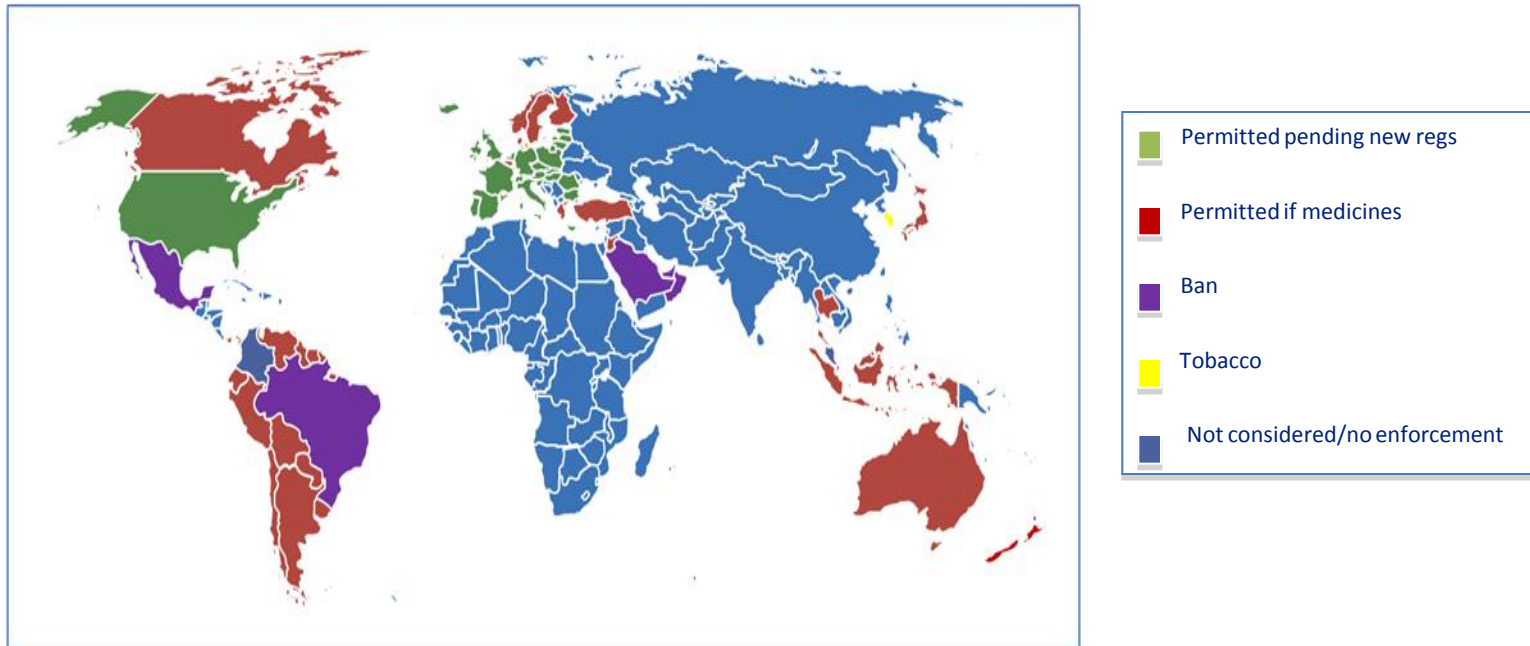 Permitted pending new regs
Permitted if medicines
Ban
Tobacco
Not considered/no enforcement